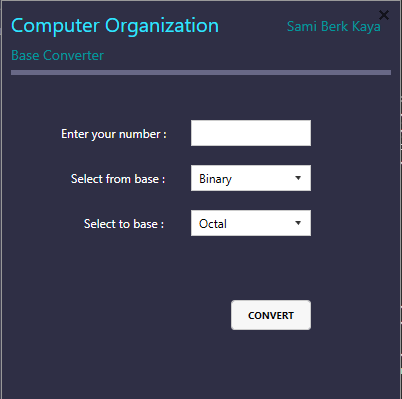 Computer Organization
Sami Berk Kaya
Base Converter
Enter your number :
Select from base :
Binary
Select to base :
Octal
CONVERT